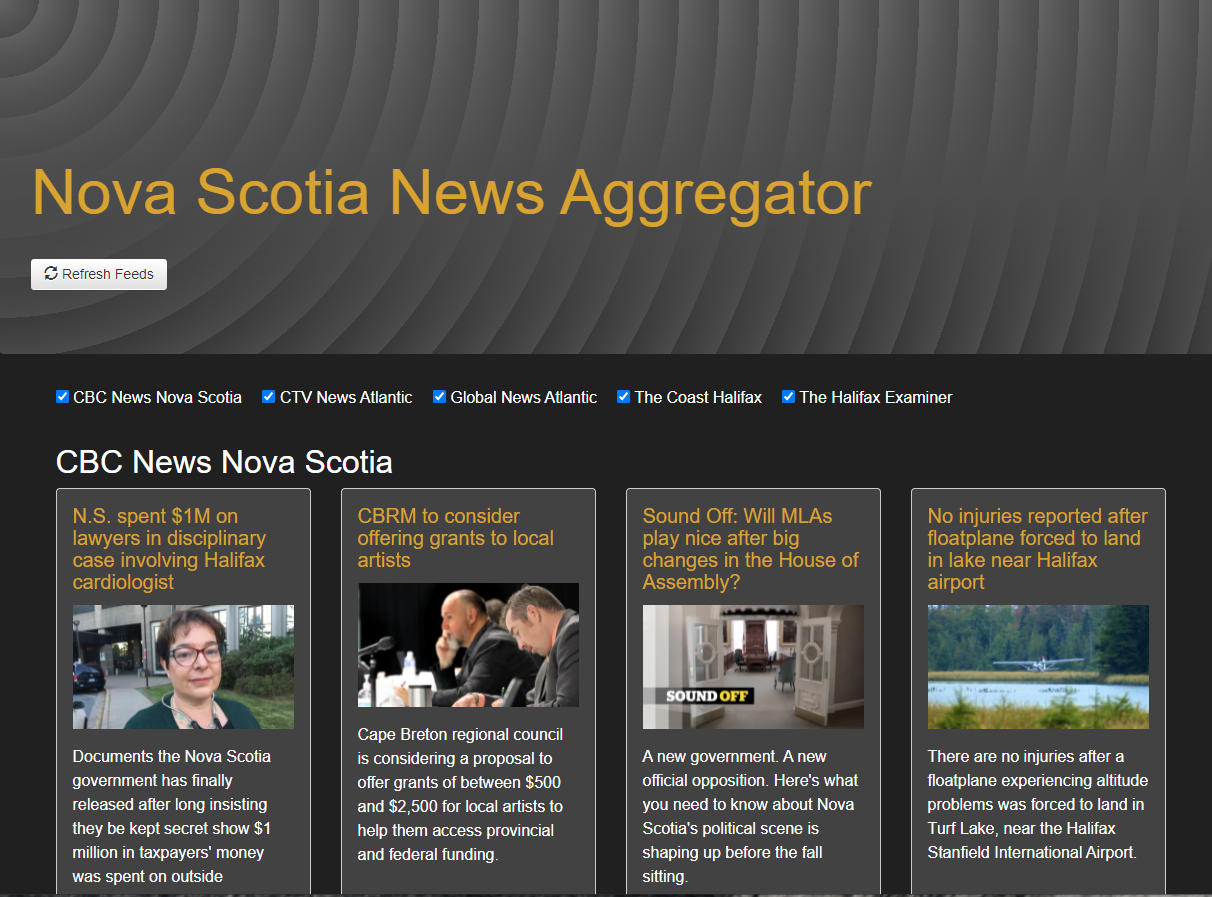 Nova Scotia News Aggregator
Refresh Feeds
CBC News Nova Scotia
CTV News Atlantic
Global News Atlantic
The Coast Halifax
The Halifax Examiner
CBC News Nova Scotia
N.S. spent $1M on
lawyers in disciplinary
case involving Halifax
cardiologist
Documents the Nova Scotia
government has finally
released after long insisting
they be kept secret show $1
million in taxpayers' money
was spent on outside
CBRM to consider
offering grants to local
artists
Cape Breton regional council
is considering a proposal to
offer grants of between $500
and $2,500 for local artists to
help them access provincial
and federal funding.
Sound Off: Will MLAs
play nice after big
changes in the House of
Assembly?
SOUND OFF
A new government. A new
official opposition. Here's what
you need to know about Nova
Scotia's political scene is
shaping up before the fall
sitting.
No injuries reported after
floatplane forced to land
in lake near Halifax
airport
There are no injuries after a
floatplane experiencing altitude
problems was forced to land in
Turf Lake, near the Halifax
Stanfield International Airport.